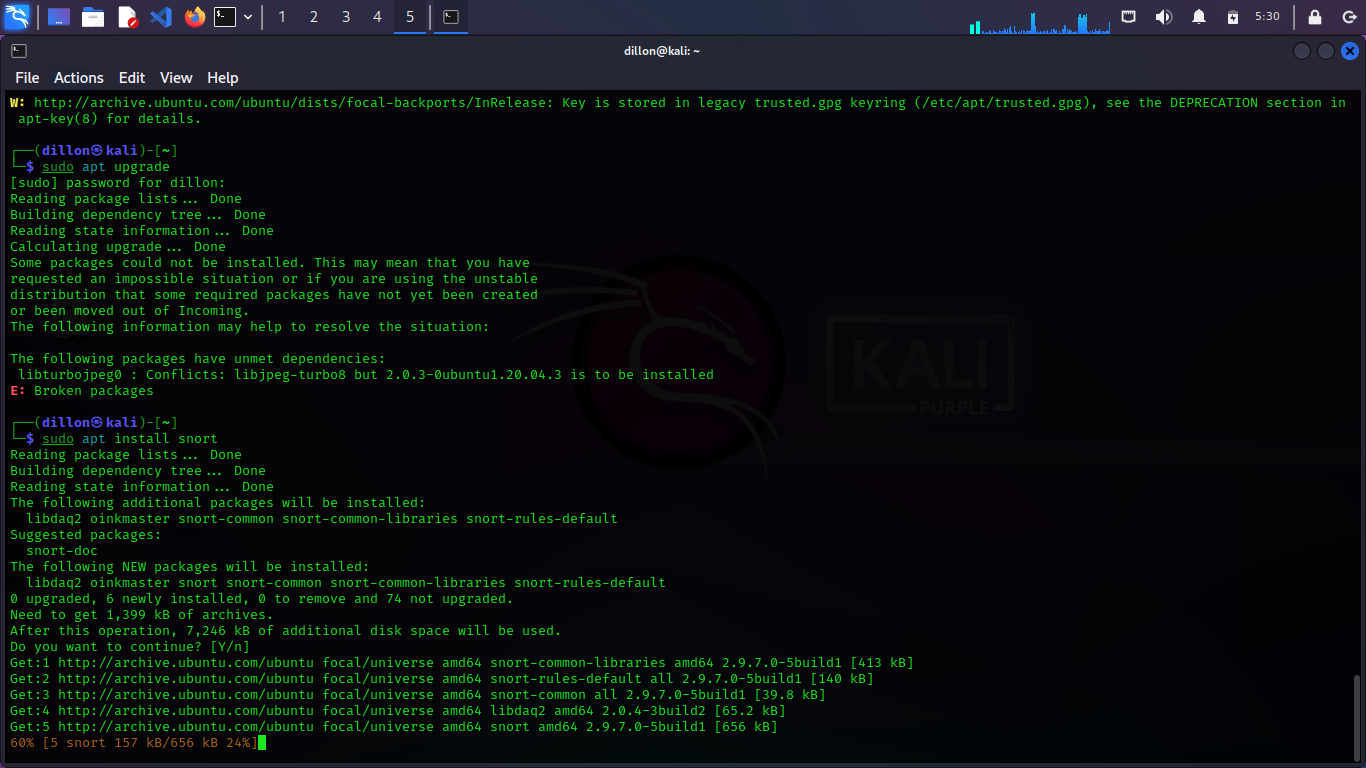 1 2 3 4 5 5:30
dillon@kali: ~
File Actions Edit View Help
W: http://archive.ubuntu.com/ubuntu/dists/focal-backports/InRelease: Key is stored in legacy trusted.gpg keyring (/etc/apt/trusted.gpg), see the DEPRECATION section in
apt-key(8) for details.
┌──(dillon㉿kali)-[~]
└─$ sudo apt upgrade
[sudo] password for dillon:
Reading package lists... Done
Building dependency tree... Done
Reading state information... Done
Calculating upgrade... Done
Some packages could not be installed. This may mean that you have
requested an impossible situation or if you are using the unstable
distribution that some required packages have not yet been created
or been moved out of Incoming.
The following information may help to resolve the situation:
The following packages have unmet dependencies:
libturbojpeg0 : Conflicts: libjpeg-turbo8 but 2.0.3-0ubuntu1.20.04.3 is to be installed
E: Broken packages
┌──(dillon㉿kali)-[~]
└─$ sudo apt install snort
Reading package lists... Done
Building dependency tree... Done
Reading state information... Done
The following additional packages will be installed:
libdaq2 oinkmaster snort-common snort-common-libraries snort-rules-default
Suggested packages:
snort-doc
The following NEW packages will be installed:
libdaq2 oinkmaster snort snort-common snort-common-libraries snort-rules-default
0 upgraded, 6 newly installed, 0 to remove and 74 not upgraded.
Need to get 1,399 kB of archives.
After this operation, 7,246 kB of additional disk space will be used.
Do you want to continue? [Y/n]
Get:1 http://archive.ubuntu.com/ubuntu focal/universe amd64 snort-common-libraries amd64 2.9.7.0-5build1 [413 kB]
Get:2 http://archive.ubuntu.com/ubuntu focal/universe amd64 snort-rules-default all 2.9.7.0-5build1 [140 kB]
Get:3 http://archive.ubuntu.com/ubuntu focal/universe amd64 snort-common all 2.9.7.0-5build1 [39.8 kB]
Get:4 http://archive.ubuntu.com/ubuntu focal/universe amd64 libdaq2 amd64 2.0.4-3build2 [65.2 kB]
Get:5 http://archive.ubuntu.com/ubuntu focal/universe amd64 snort amd64 2.9.7.0-5build1 [656 kB]
60% [5 snort 157 kB/656 kB 24%]
KALI
PURPLE